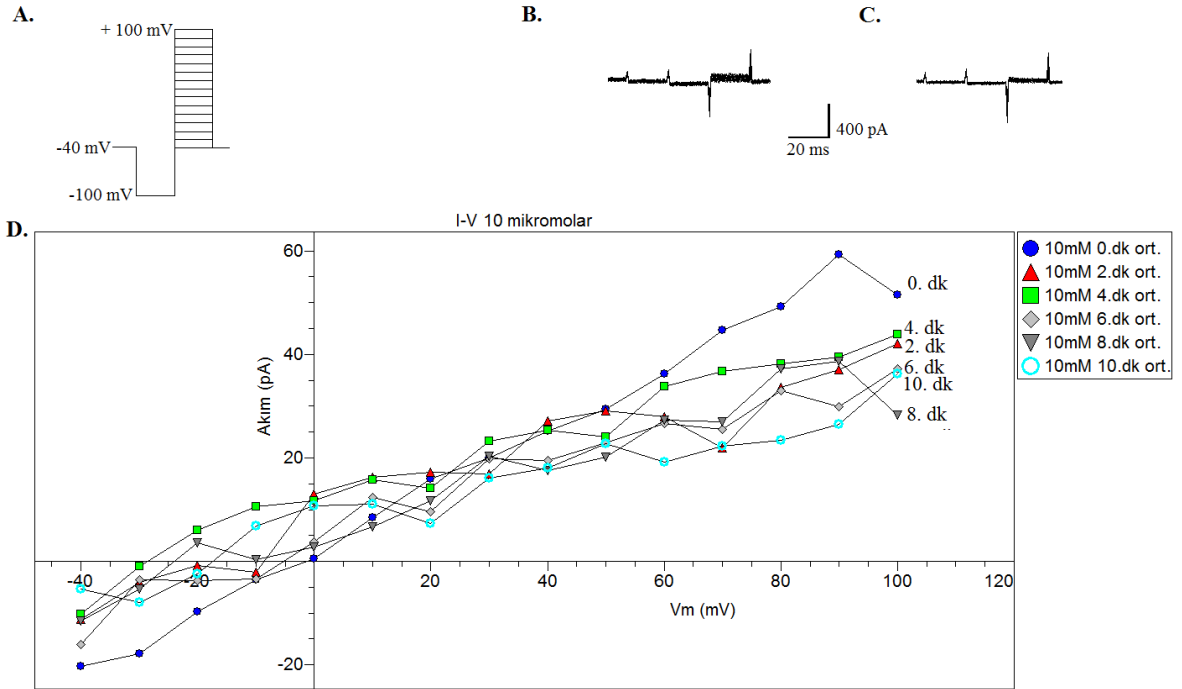 A.
+ 100 mV
-40 mV
-100 mV
B.
C.
400 pA
20 ms
D.
I-V 10 mikromolar
Akım (pA)
60
40
20
-20
-40
-20
20
40
60
80
100
120
Vm (mV)
0. dk
4. dk
2. dk
6. dk
10. dk
8. dk
10mM 0.dk ort.
10mM 2.dk ort.
10mM 4.dk ort.
10mM 6.dk ort.
10mM 8.dk ort.
10mM 10.dk ort.